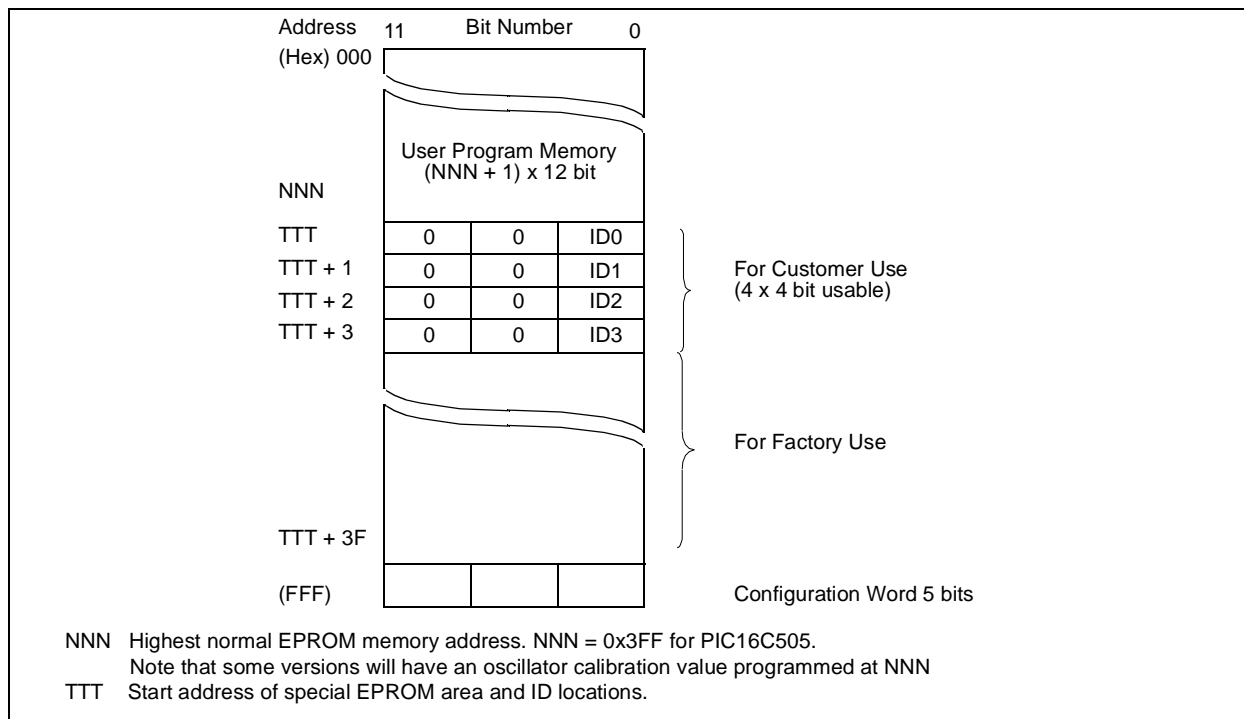 Address 11 Bit Number 0
(Hex) 000
User Program Memory
(NNN + 1) x 12 bit
NNN
TTT 0 0 ID0
TTT + 1 0 0 ID1
TTT + 2 0 0 ID2
TTT + 3 0 0 ID3
For Customer Use
(4 x 4 bit usable)
For Factory Use
TTT + 3F
(FFF) Configuration Word 5 bits
NNN Highest normal EPROM memory address. NNN = 0x3FF for PIC16C505.
Note that some versions will have an oscillator calibration value programmed at NNN
TTT Start address of special EPROM area and ID locations.